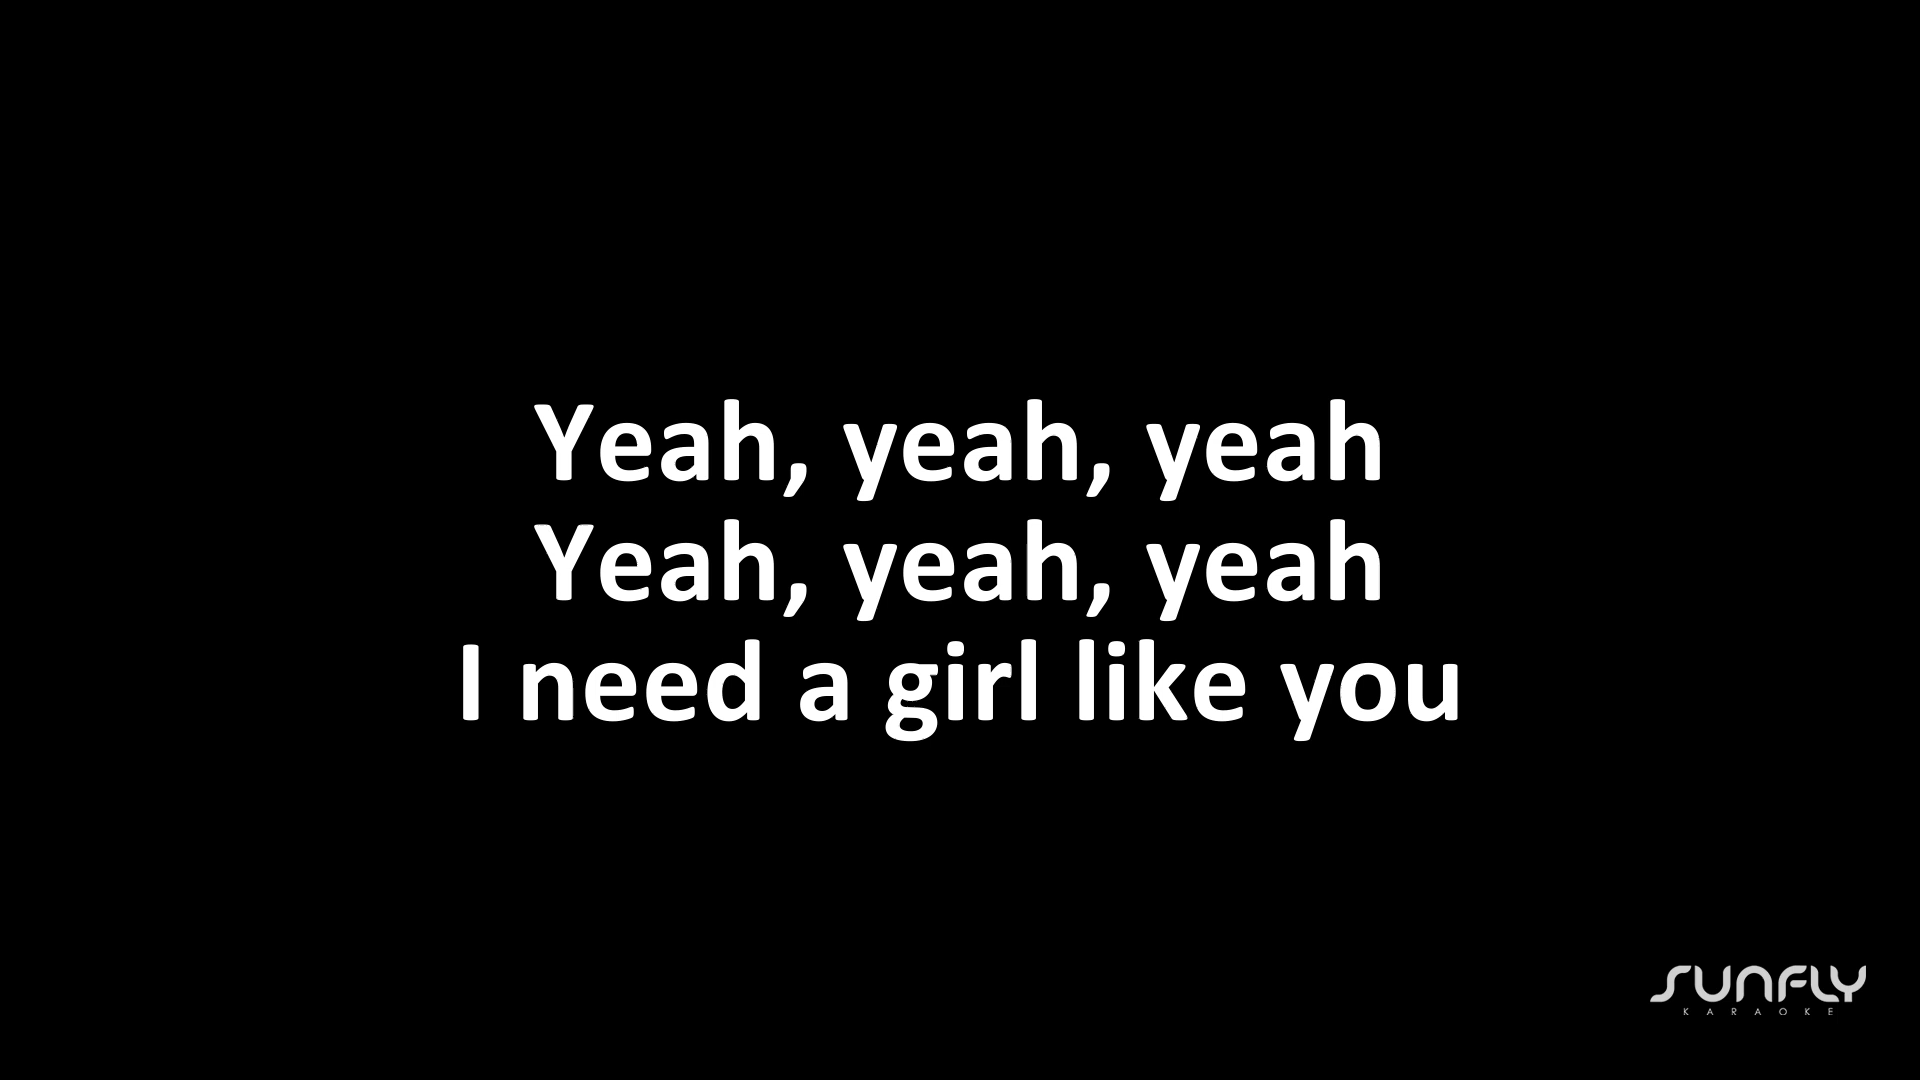 Yeah, yeah, yeah
Yeah, yeah, yeah
I need a girl like you
SUNFLY
KARAOKE